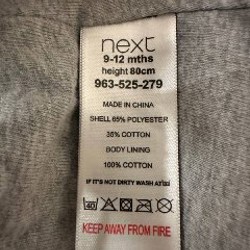 next
9-12 mths
height 80cm
963-525-279
MADE IN CHINA
SHELL 65% POLYESTER
35% COTTON
BODY LINING
100% COTTON
IF IT'S NOT DIRTY WASH AT
40
KEEP AWAY FROM FIRE